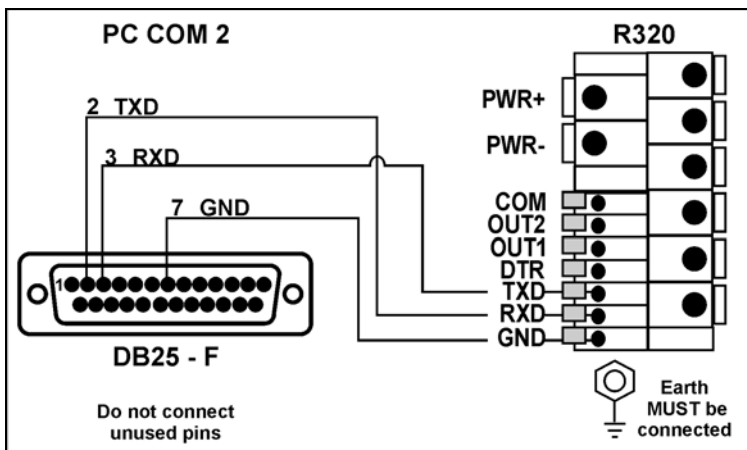 PC COM 2
R320
2 TXD
3 RXD
7 GND
1
DB25 - F
Do not connect
unused pins
PWR+
PWR-
COM
OUT2
OUT1
DTR
TXD
RXD
GND
Earth
MUST be
connected